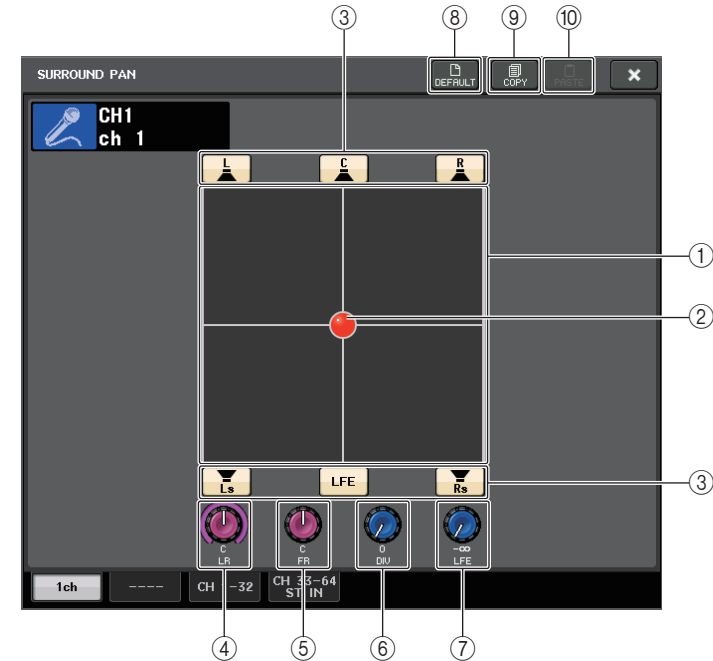 ③ ⑧ ⑨ ⑩
SURROUND PAN
DEFAULT
COPY
PASTE
CH1
ch 1
L
C
R
①
②
Ls
LFE
Rs
③
C
LR
C
FR
0
DIV
-∞
LFE
1ch
----
CH -32
CH 33-64
ST IN
④ ⑤ ⑥ ⑦